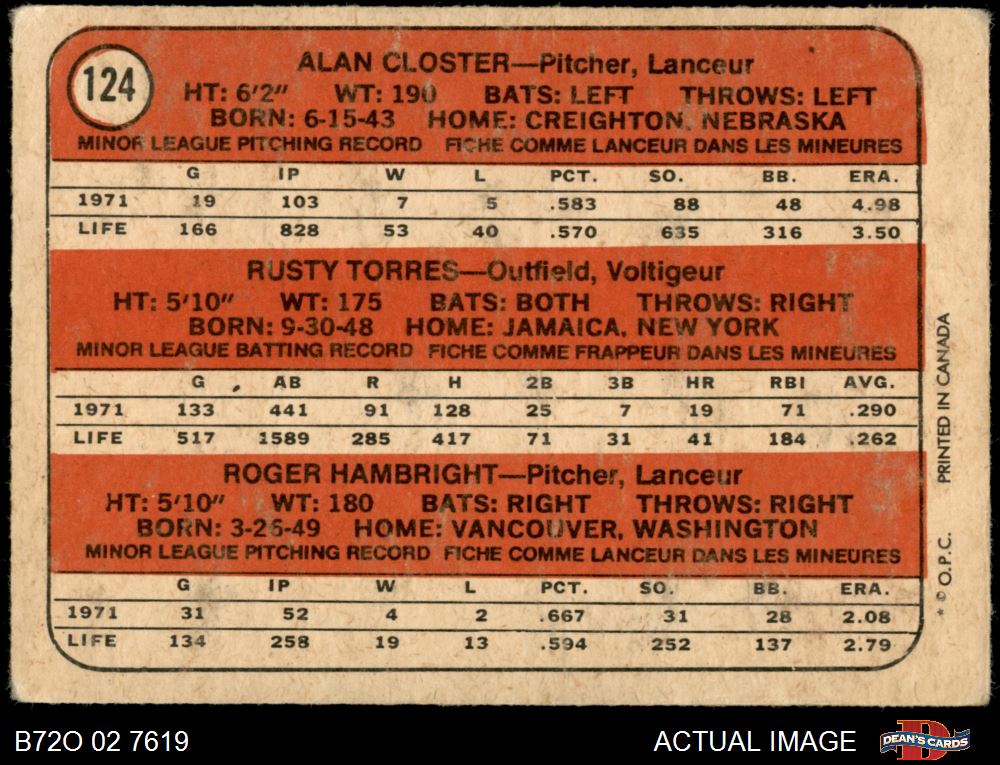 124
ALAN CLOSTER—Pitcher, Lanceur
HT: 6'2" WT: 190 BATS: LEFT THROWS: LEFT
BORN: 6-15-43 HOME: CREIGHTON, NEBRASKA
MINOR LEAGUE PITCHING RECORD FICHE COMME LANCEUR DANS LES MINEURES
G IP W L PCT. SO. BB. ERA.
1971 19 103 7 5 .583 88 48 4.98
LIFE 166 828 53 40 .570 635 316 3.50
RUSTY TORRES—Outfield, Voltigeur
HT: 5'10" WT: 175 BATS: BOTH THROWS: RIGHT
BORN: 9-30-48 HOME: JAMAICA, NEW YORK
MINOR LEAGUE BATTING RECORD FICHE COMME FRAPPEUR DANS LES MINEURES
G AB R H 2B 3B HR RBI AVG.
1971 133 441 91 128 25 7 19 71 .290
LIFE 517 1589 285 417 71 31 41 184 .262
ROGER HAMBRIGHT—Pitcher, Lanceur
HT: 5'10" WT: 180 BATS: RIGHT THROWS: RIGHT
BORN: 3-26-49 HOME: VANCOUVER, WASHINGTON
MINOR LEAGUE PITCHING RECORD FICHE COMME LANCEUR DANS LES MINEURES
G IP W L PCT. SO. BB. ERA.
1971 31 52 4 2 .667 31 28 2.08
LIFE 134 258 19 13 .594 252 137 2.79
* © O.P.C. PRINTED IN CANADA
B72O 02 7619
ACTUAL IMAGE
D
DEAN'S CARDS